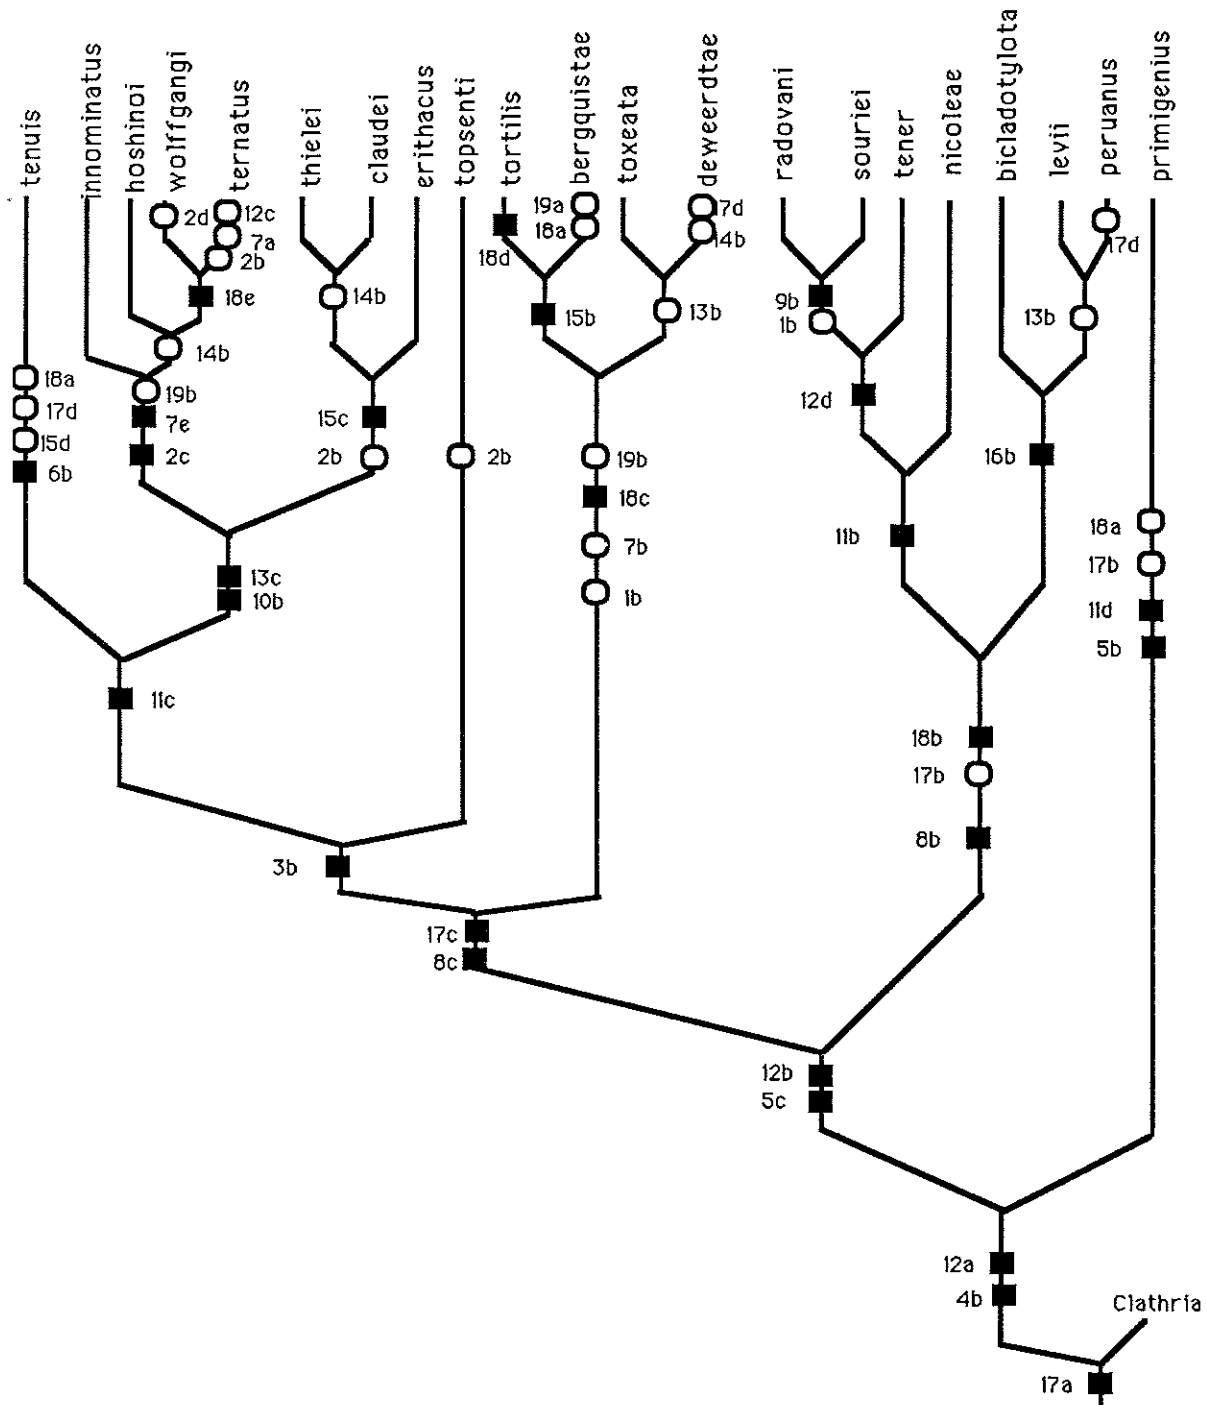 tenuis
innominatus
hoshinoi
wolffgangi
ternatus
thielei
claudei
erithacus
topsenti
tortilis
bergquistae
toxeata
deweerdtae
radovani
souriei
tener
nicoleae
bicladotylota
levii
peruanus
primigenius
2d
12c
7a
2b
18e
14b
19b
7e
2c
18a
17d
15d
6b
14b
15c
2b
2b
18d
19a
18a
15b
7d
14b
13b
19b
18c
7b
1b
9b
1b
12d
11b
17d
13b
16b
18a
17b
11d
5b
13c
10b
11c
18b
17b
8b
3b
17c
8c
12b
5c
12a
4b
Clathria
17a